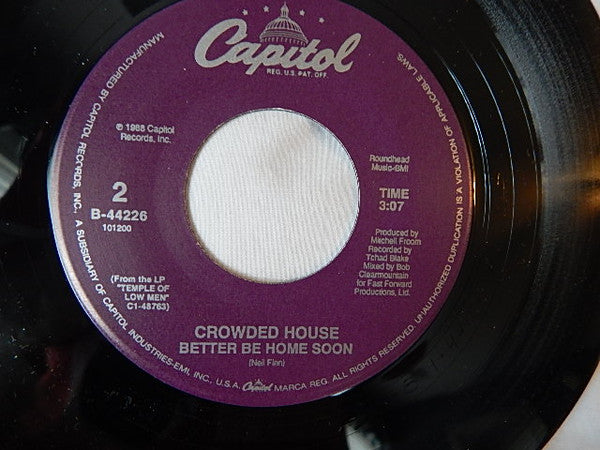 Capitol
REG. U.S. PAT. OFF.
℗ 1988 Capitol
Records, Inc.
2
B-44226
101200
(From the LP
"TEMPLE OF
LOW MEN"
C1-48763)
Roundhead
Music-BMI
TIME
3:07
Produced by
Mitchell Froom
Recorded by
Tchad Blake
Mixed by Bob
Clearmountain
for Fast Forward
Productions, Ltd.
CROWDED HOUSE
BETTER BE HOME SOON
(Neil Finn)
MANUFACTURED BY CAPITOL RECORDS, INC. A SUBSIDIARY OF CAPITOL INDUSTRIES-EMI, INC., U.S.A. Capitol MARCA REG. ALL RIGHTS RESERVED. UNAUTHORIZED DUPLICATION IS A VIOLATION OF APPLICABLE LAWS.